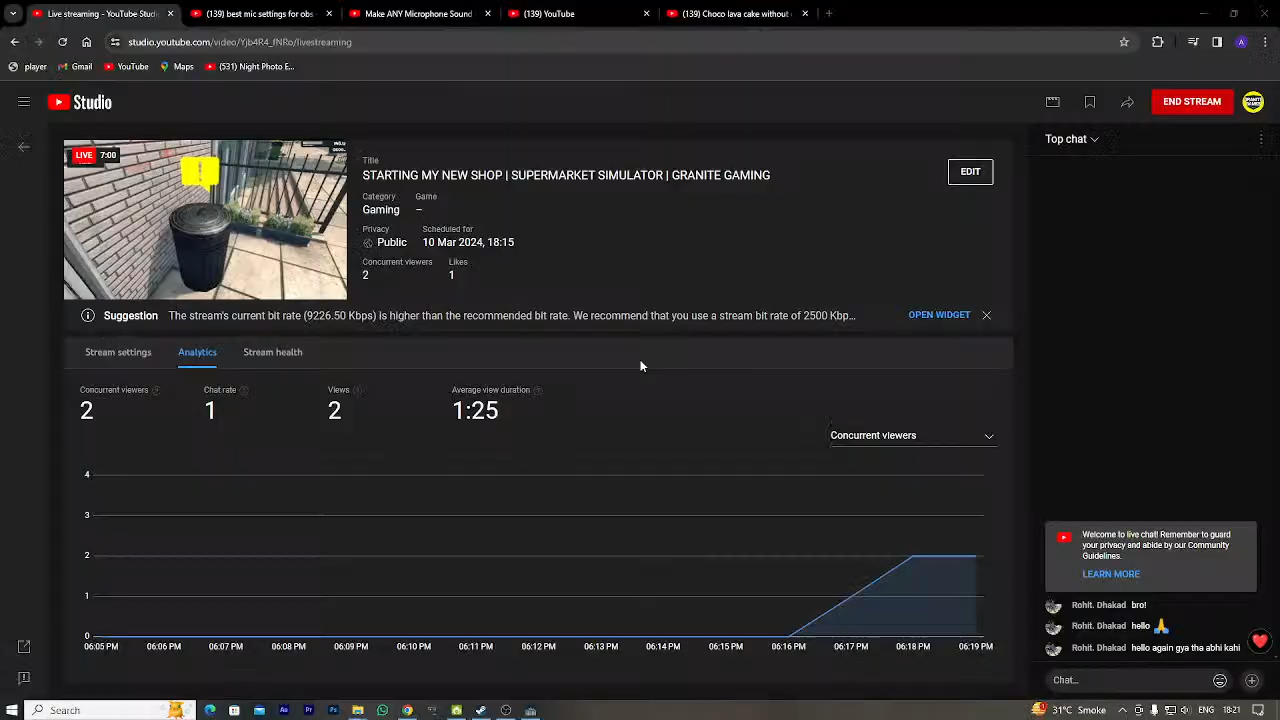 Live streaming - YouTube Studi
(139) best mic settings for obs
Make ANY Microphone Sound
(139) YouTube
(139) Choco lava cake without
studio.youtube.com/video/Yjb4R4_fNRo/livestreaming
player
Gmail
YouTube
Maps
(531) Night Photo E...
Studio
END STREAM
LIVE 7:00
Title
STARTING MY NEW SHOP | SUPERMARKET SIMULATOR | GRANITE GAMING
EDIT
Category Game
Gaming –
Privacy Scheduled for
Public 10 Mar 2024, 18:15
Concurrent viewers Likes
2 1
Suggestion The stream's current bit rate (9226.50 Kbps) is higher than the recommended bit rate. We recommend that you use a stream bit rate of 2500 Kbp...
OPEN WIDGET
Stream settings Analytics Stream health
Concurrent viewers Chat rate Views Average view duration
2 1 2 1:25
Concurrent viewers
4
3
2
1
0
06:05 PM 06:06 PM 06:07 PM 06:08 PM 06:09 PM 06:10 PM 06:11 PM 06:12 PM 06:13 PM 06:14 PM 06:15 PM 06:16 PM 06:17 PM 06:18 PM 06:19 PM
Top chat
Welcome to live chat! Remember to guard
your privacy and abide by our Community
Guidelines.
LEARN MORE
Rohit. Dhakad bro!
Rohit. Dhakad hello 🙏
Rohit. Dhakad hello again gya tha abhi kahi
Chat...
Search
31°C Smoke
ENG 18:21